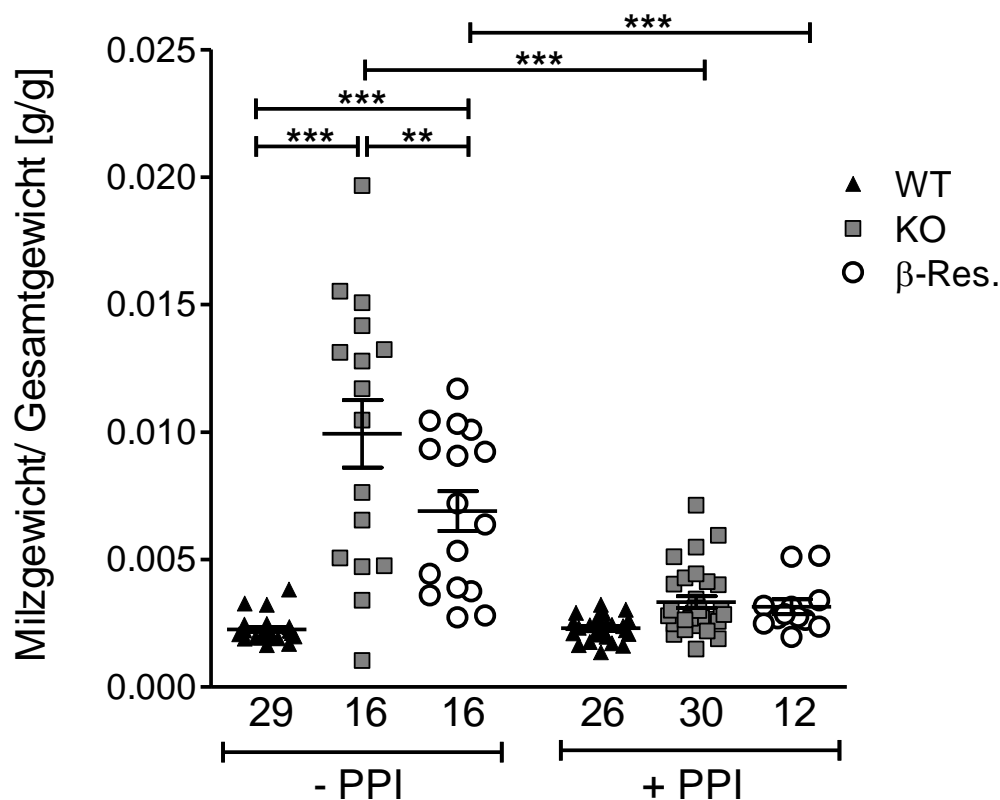 ***
***
***
*** **
0.025
0.020
0.015
0.010
0.005
0.000
Milzgewicht/ Gesamtgewicht [g/g]
WT
KO
β-Res.
29 16 16 26 30 12
- PPI + PPI